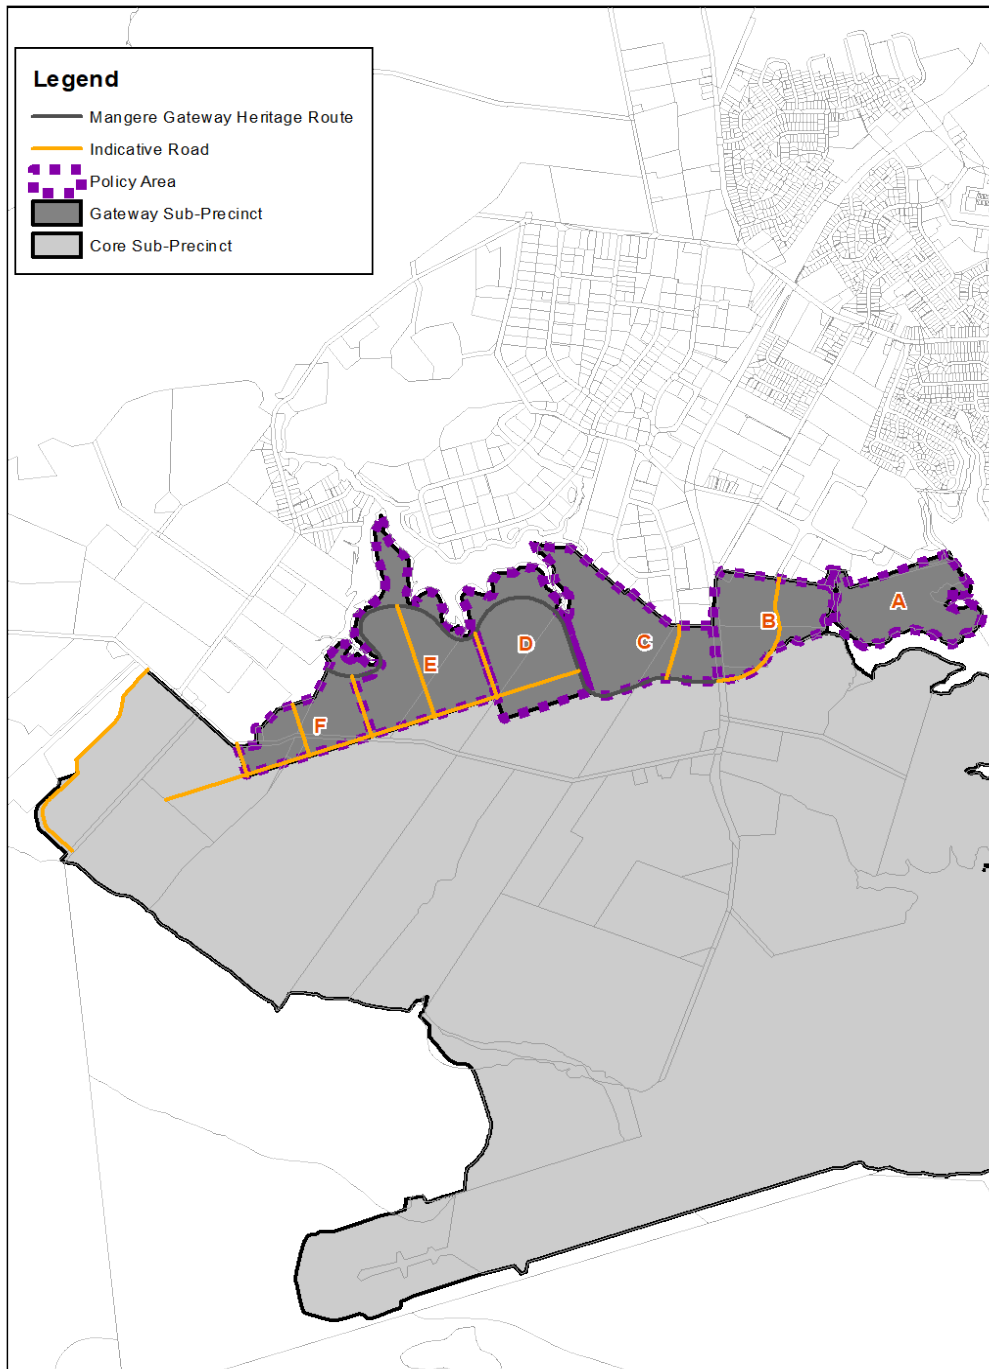 Legend
Mangere Gateway Heritage Route
Indicative Road
Policy Area
Gateway Sub-Precinct
Core Sub-Precinct
A
B
C
D
E
F